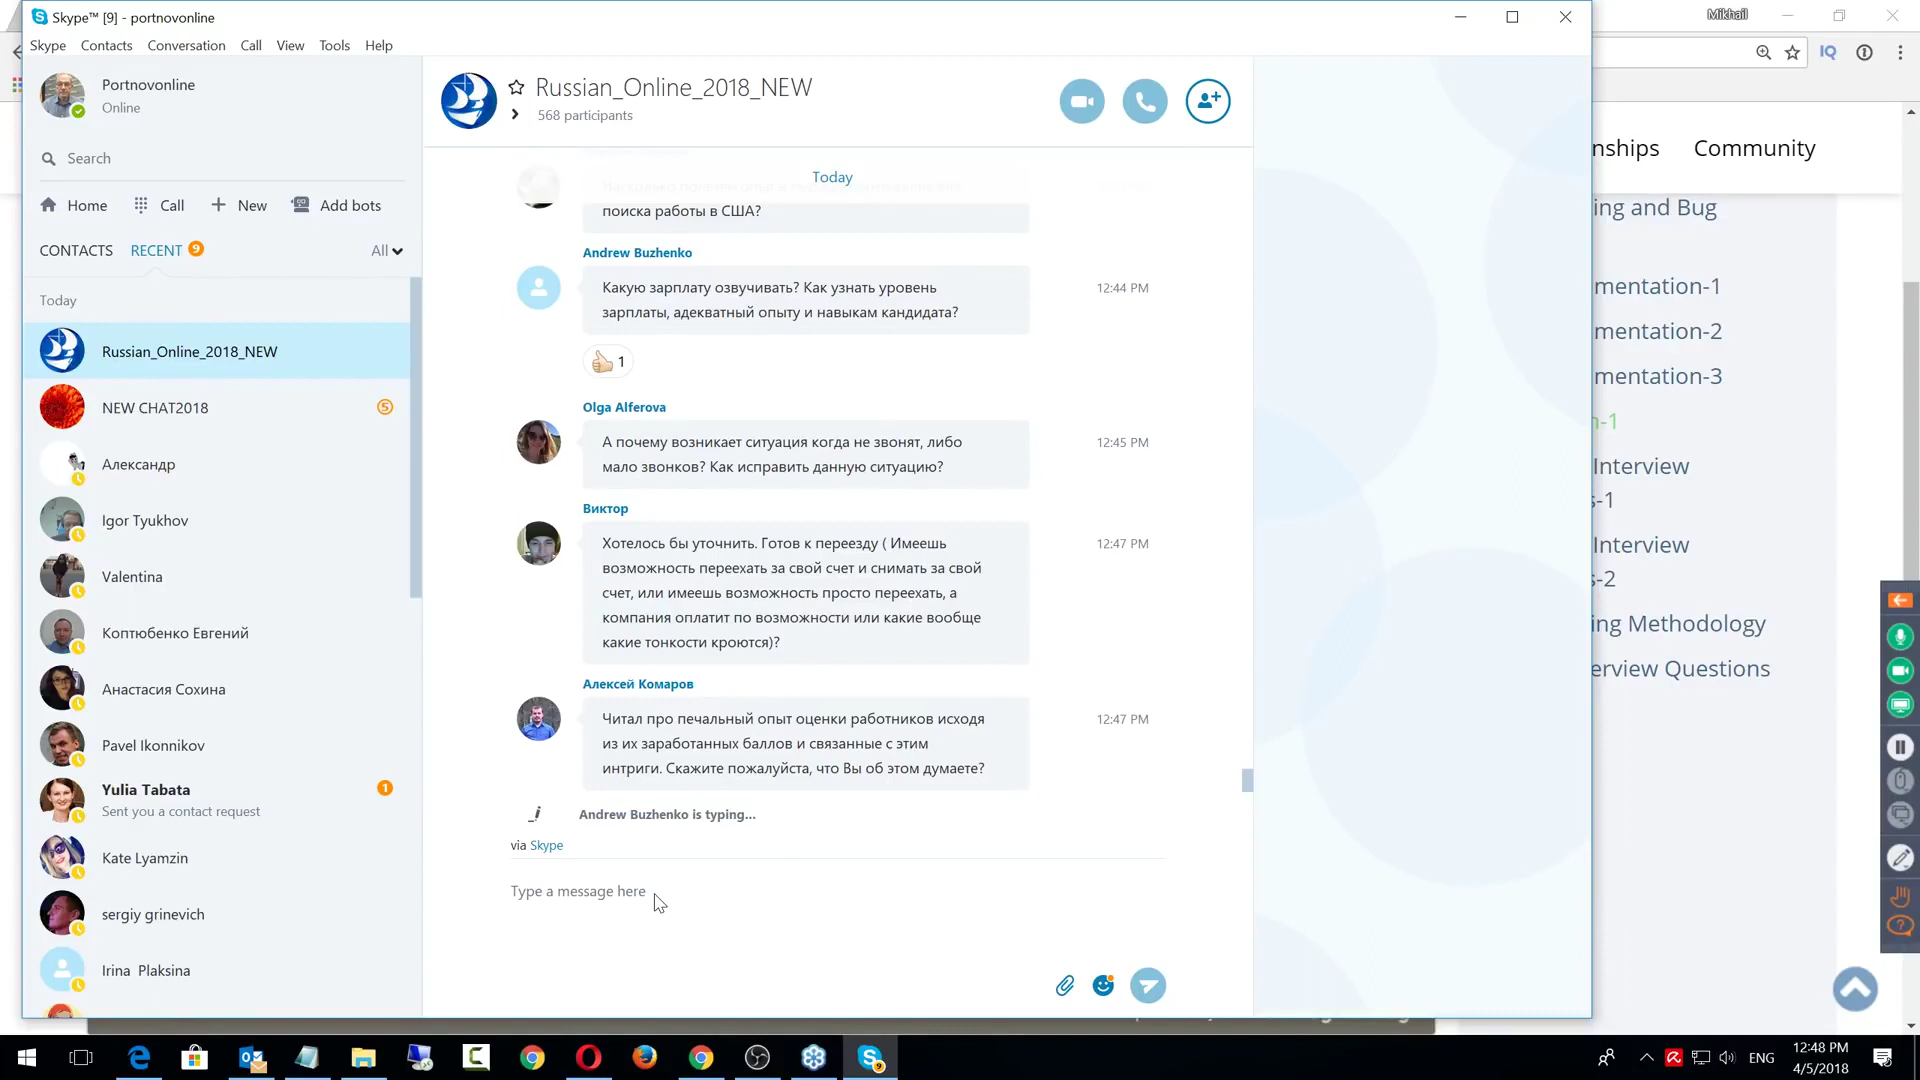 Skype™ [9] - portnovonline
Mikhail
Skype Contacts Conversation Call View Tools Help
Portnovonline
Online
Search
Home Call New Add bots
CONTACTS RECENT 9 All
Today
Russian_Online_2018_NEW
NEW CHAT2018 5
Александр
Igor Tyukhov
Valentina
Коптюбенко Евгений
Анастасия Сохина
Pavel Ikonnikov
Yulia Tabata 1
Sent you a contact request
Kate Lyamzin
sergiy grinevich
Irina Plaksina
Russian_Online_2018_NEW
568 participants
Today
поиска работы в США?
Andrew Buzhenko
Какую зарплату озвучивать? Как узнать уровень 12:44 PM
зарплаты, адекватный опыту и навыкам кандидата?
1
Olga Alferova
А почему возникает ситуация когда не звонят, либо 12:45 PM
мало звонков? Как исправить данную ситуацию?
Виктор
Хотелось бы уточнить. Готов к переезду ( Имеешь 12:47 PM
возможность переехать за свой счет и снимать за свой
счет, или имеешь возможность просто переехать, а
компания оплатит по возможности или какие вообще
какие тонкости кроются)?
Алексей Комаров
Читал про печальный опыт оценки работников исходя 12:47 PM
из их заработанных баллов и связанные с этим
интриги. Скажите пожалуйста, что Вы об этом думаете?
Andrew Buzhenko is typing...
via Skype
Type a message here
nships Community
ing and Bug
mentation-1
mentation-2
mentation-3
-1
Interview
s-1
Interview
s-2
ing Methodology
erview Questions
ENG
12:48 PM
4/5/2018
9